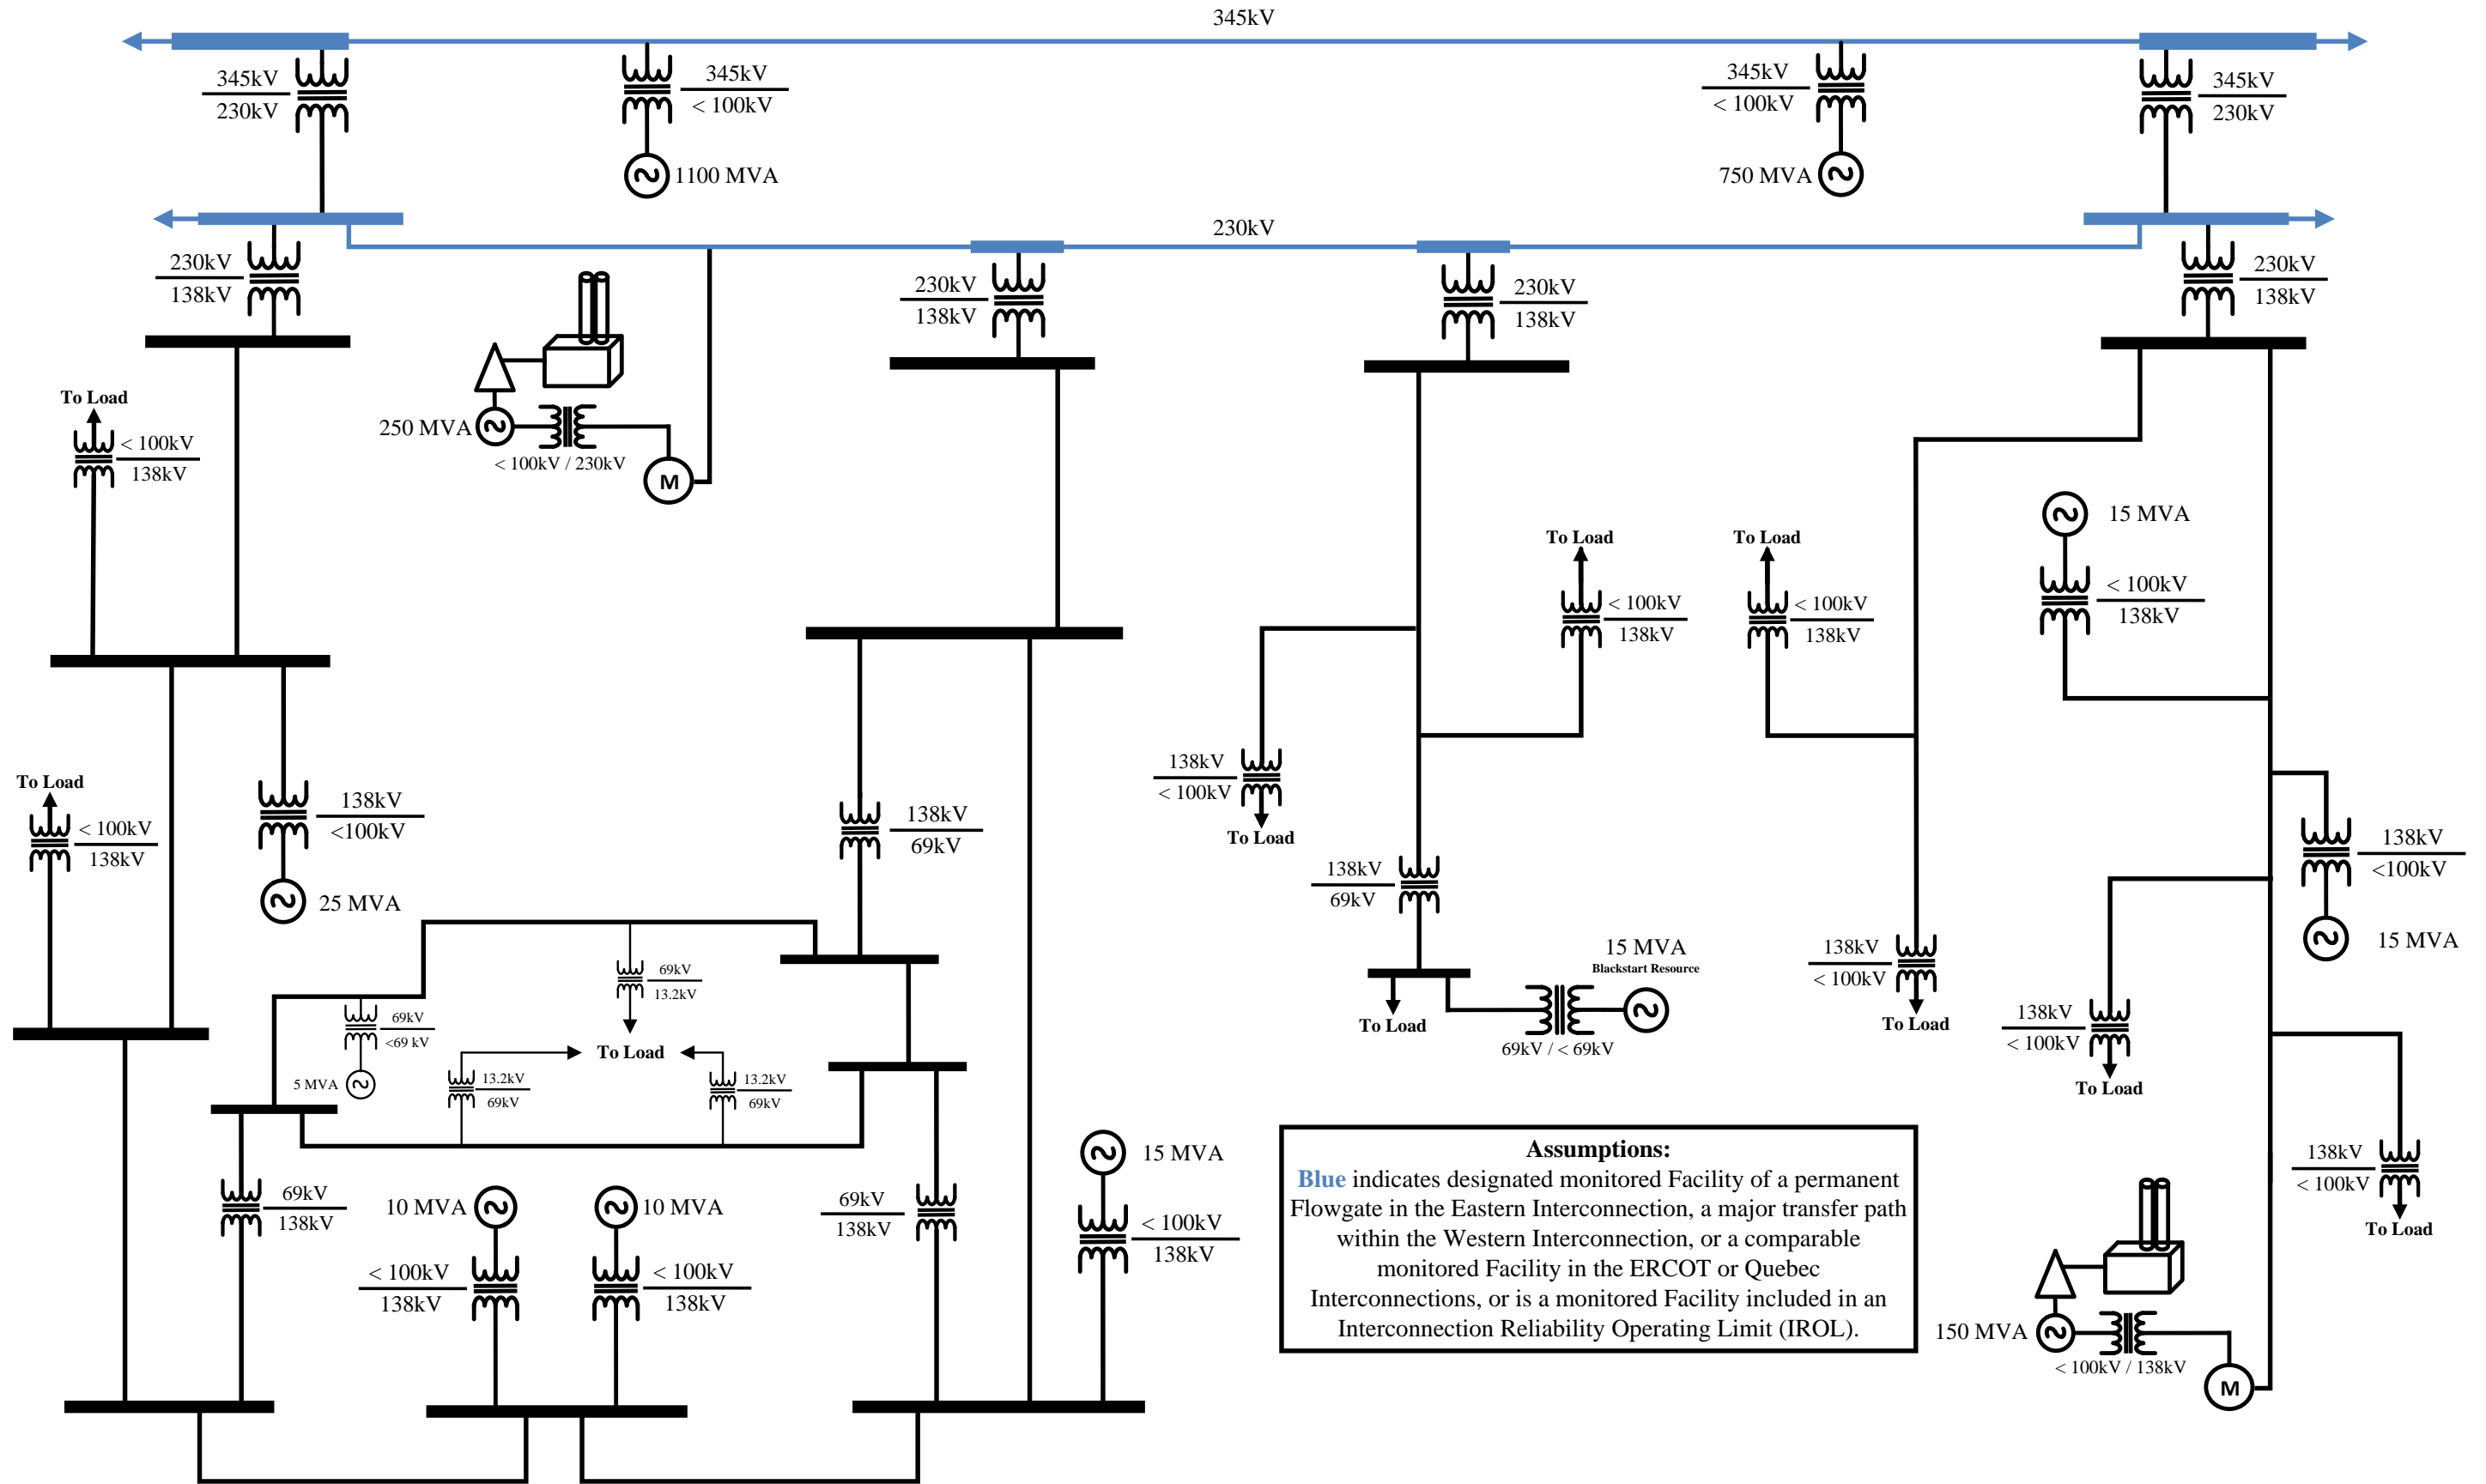 345kV
345kV
230kV
345kV
< 100kV
1100 MVA
345kV
< 100kV
750 MVA
345kV
230kV
230kV
230kV
138kV
230kV
138kV
230kV
138kV
230kV
138kV
250 MVA
< 100kV / 230kV
M
To Load
< 100kV
138kV
15 MVA
< 100kV
138kV
To Load
< 100kV
138kV
To Load
< 100kV
138kV
To Load
< 100kV
138kV
138kV
<100kV
25 MVA
138kV
69kV
138kV
< 100kV
To Load
138kV
69kV
To Load
15 MVA
Blackstart Resource
69kV / < 69kV
138kV
< 100kV
To Load
138kV
<100kV
15 MVA
138kV
< 100kV
To Load
138kV
< 100kV
To Load
69kV
13.2kV
To Load
69kV
<69 kV
5 MVA
13.2kV
69kV
13.2kV
69kV
69kV
138kV
10 MVA
< 100kV
138kV
10 MVA
< 100kV
138kV
69kV
138kV
15 MVA
< 100kV
138kV
Assumptions:
Blue indicates designated monitored Facility of a permanent
Flowgate in the Eastern Interconnection, a major transfer path
within the Western Interconnection, or a comparable
monitored Facility in the ERCOT or Quebec
Interconnections, or is a monitored Facility included in an
Interconnection Reliability Operating Limit (IROL).
150 MVA
< 100kV / 138kV
M